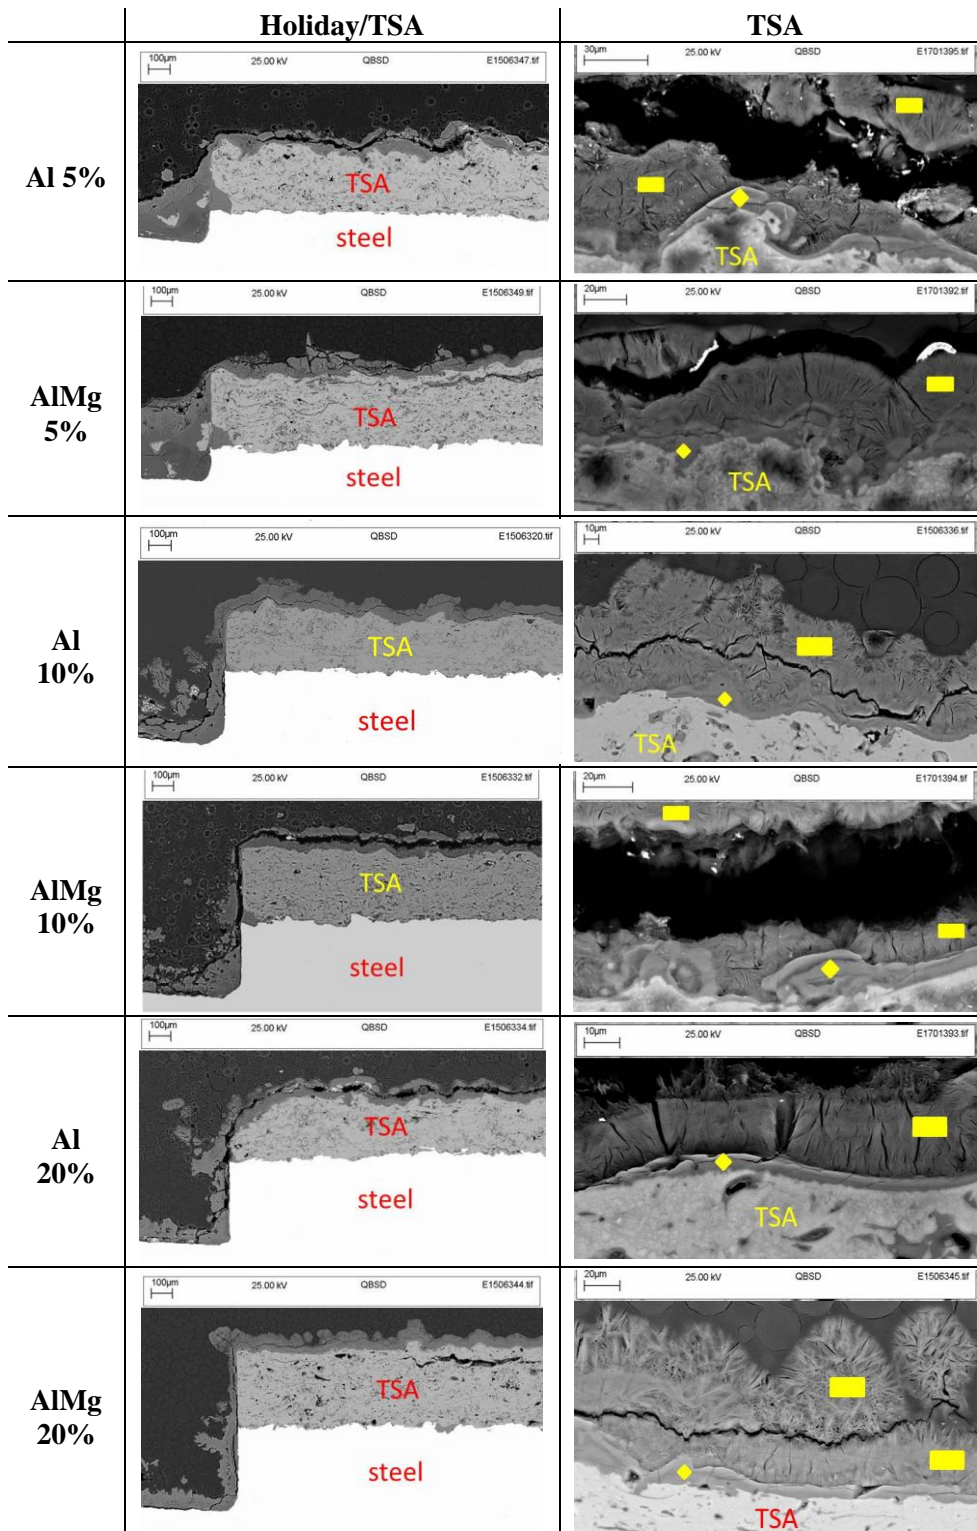 Holiday/TSA TSA
100µm 25.00 kV QBSD E1506347.tif
30µm 25.00 kV QBSD E1701395.tif
Al 5%
TSA
steel
TSA
100µm 25.00 kV QBSD E1506349.tif
20µm 25.00 kV QBSD E1701392.tif
AlMg
5%
TSA
steel
TSA
100µm 25.00 kV QBSD E1506320.tif
10µm 25.00 kV QBSD E1506336.tif
Al
10%
TSA
steel
TSA
100µm 25.00 kV QBSD E1506332.tif
20µm 25.00 kV QBSD E1701394.tif
AlMg
10%
TSA
steel
100µm 25.00 kV QBSD E1506334.tif
10µm 25.00 kV QBSD E1701393.tif
Al
20%
TSA
steel
TSA
100µm 25.00 kV QBSD E1506344.tif
20µm 25.00 kV QBSD E1506345.tif
AlMg
20%
TSA
steel
TSA